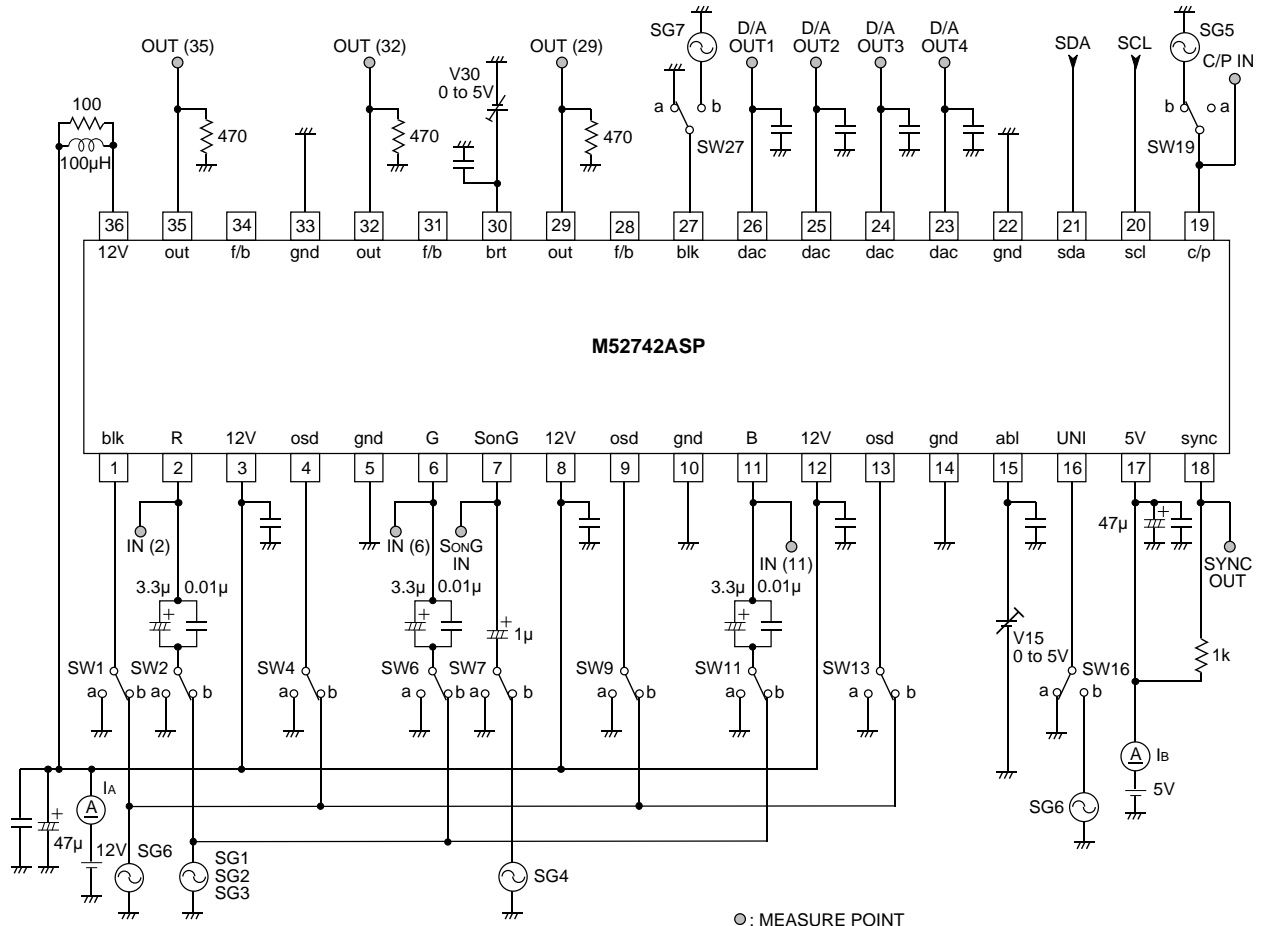 SG7
D/A OUT1
D/A OUT2
D/A OUT3
D/A OUT4
SG5
OUT (35)
OUT (32)
OUT (29)
SDA
SCL
C/P IN
V30
0 to 5V
100
100µH
470
470
470
a
b
SW27
b
a
SW19
36
35
34
33
32
31
30
29
28
27
26
25
24
23
22
21
20
19
12V
out
f/b
gnd
out
f/b
brt
out
f/b
blk
dac
dac
dac
dac
gnd
sda
scl
c/p
M52742ASP
blk
R
12V
osd
gnd
G
SonG
12V
osd
gnd
B
12V
osd
gnd
abl
UNI
5V
sync
1
2
3
4
5
6
7
8
9
10
11
12
13
14
15
16
17
18
IN (2)
IN (6)
SONG IN
IN (11)
47µ
+
SYNC OUT
3.3µ
+
0.01µ
3.3µ
+
0.01µ
+
1µ
3.3µ
+
0.01µ
V15
0 to 5V
1k
SW1
SW2
SW4
SW6
SW7
SW9
SW11
SW13
SW16
a
b
a
b
a
b
a
b
a
b
a
b
a
b
a
b
a
b
IA
A
+
47µ
12V
SG6
SG1
SG2
SG3
SG4
SG6
A
IB
5V
: MEASURE POINT